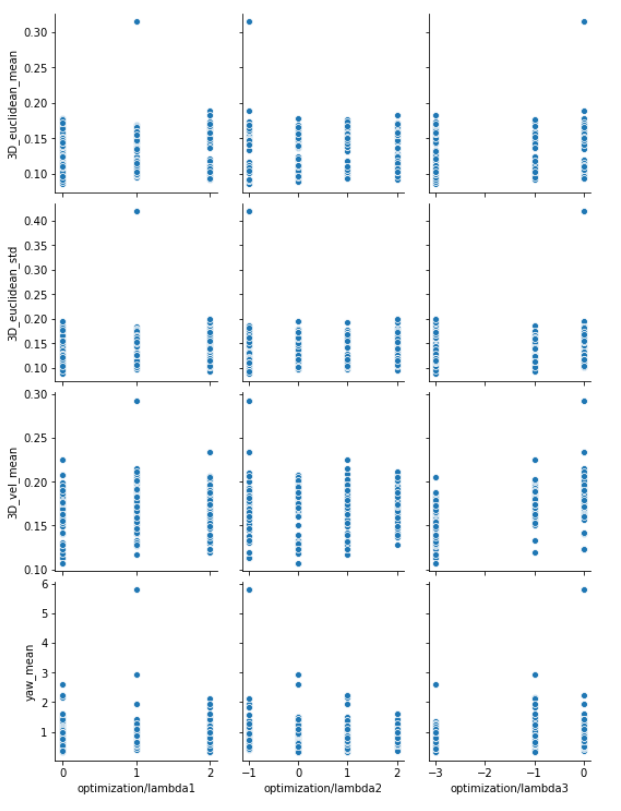 3D_euclidean_mean
0.30
0.25
0.20
0.15
0.10
3D_euclidean_std
0.40
0.35
0.30
0.25
0.20
0.15
0.10
3D_vel_mean
0.30
0.25
0.20
0.15
0.10
yaw_mean
6
5
4
3
2
1
0 1 2
−1 0 1 2
−3 −2 −1 0
optimization/lambda1
optimization/lambda2
optimization/lambda3